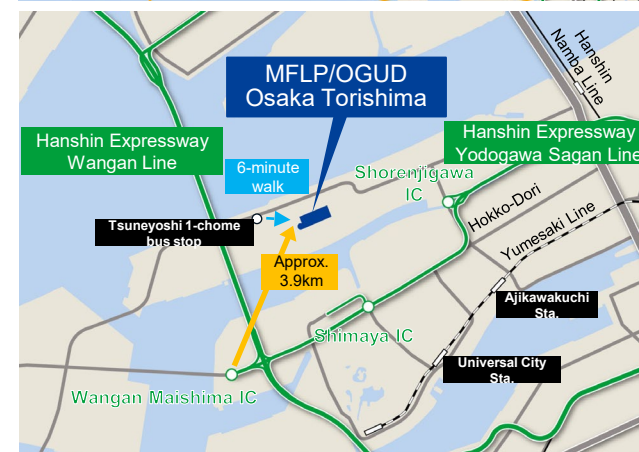 Hanshin
Namba Line
MFLP/OGUD
Osaka Torishima
Hanshin Expressway
Wangan Line
Hanshin Expressway
Yodogawa Sagan Line
6-minute
walk
Shorenjigawa
IC
Hokko-Dori
Tsuneyoshi 1-chome
bus stop
Yumesaki Line
Approx.
3.9km
Ajikawakuchi
Sta.
Shimaya IC
Universal City
Sta.
Wangan Maishima IC